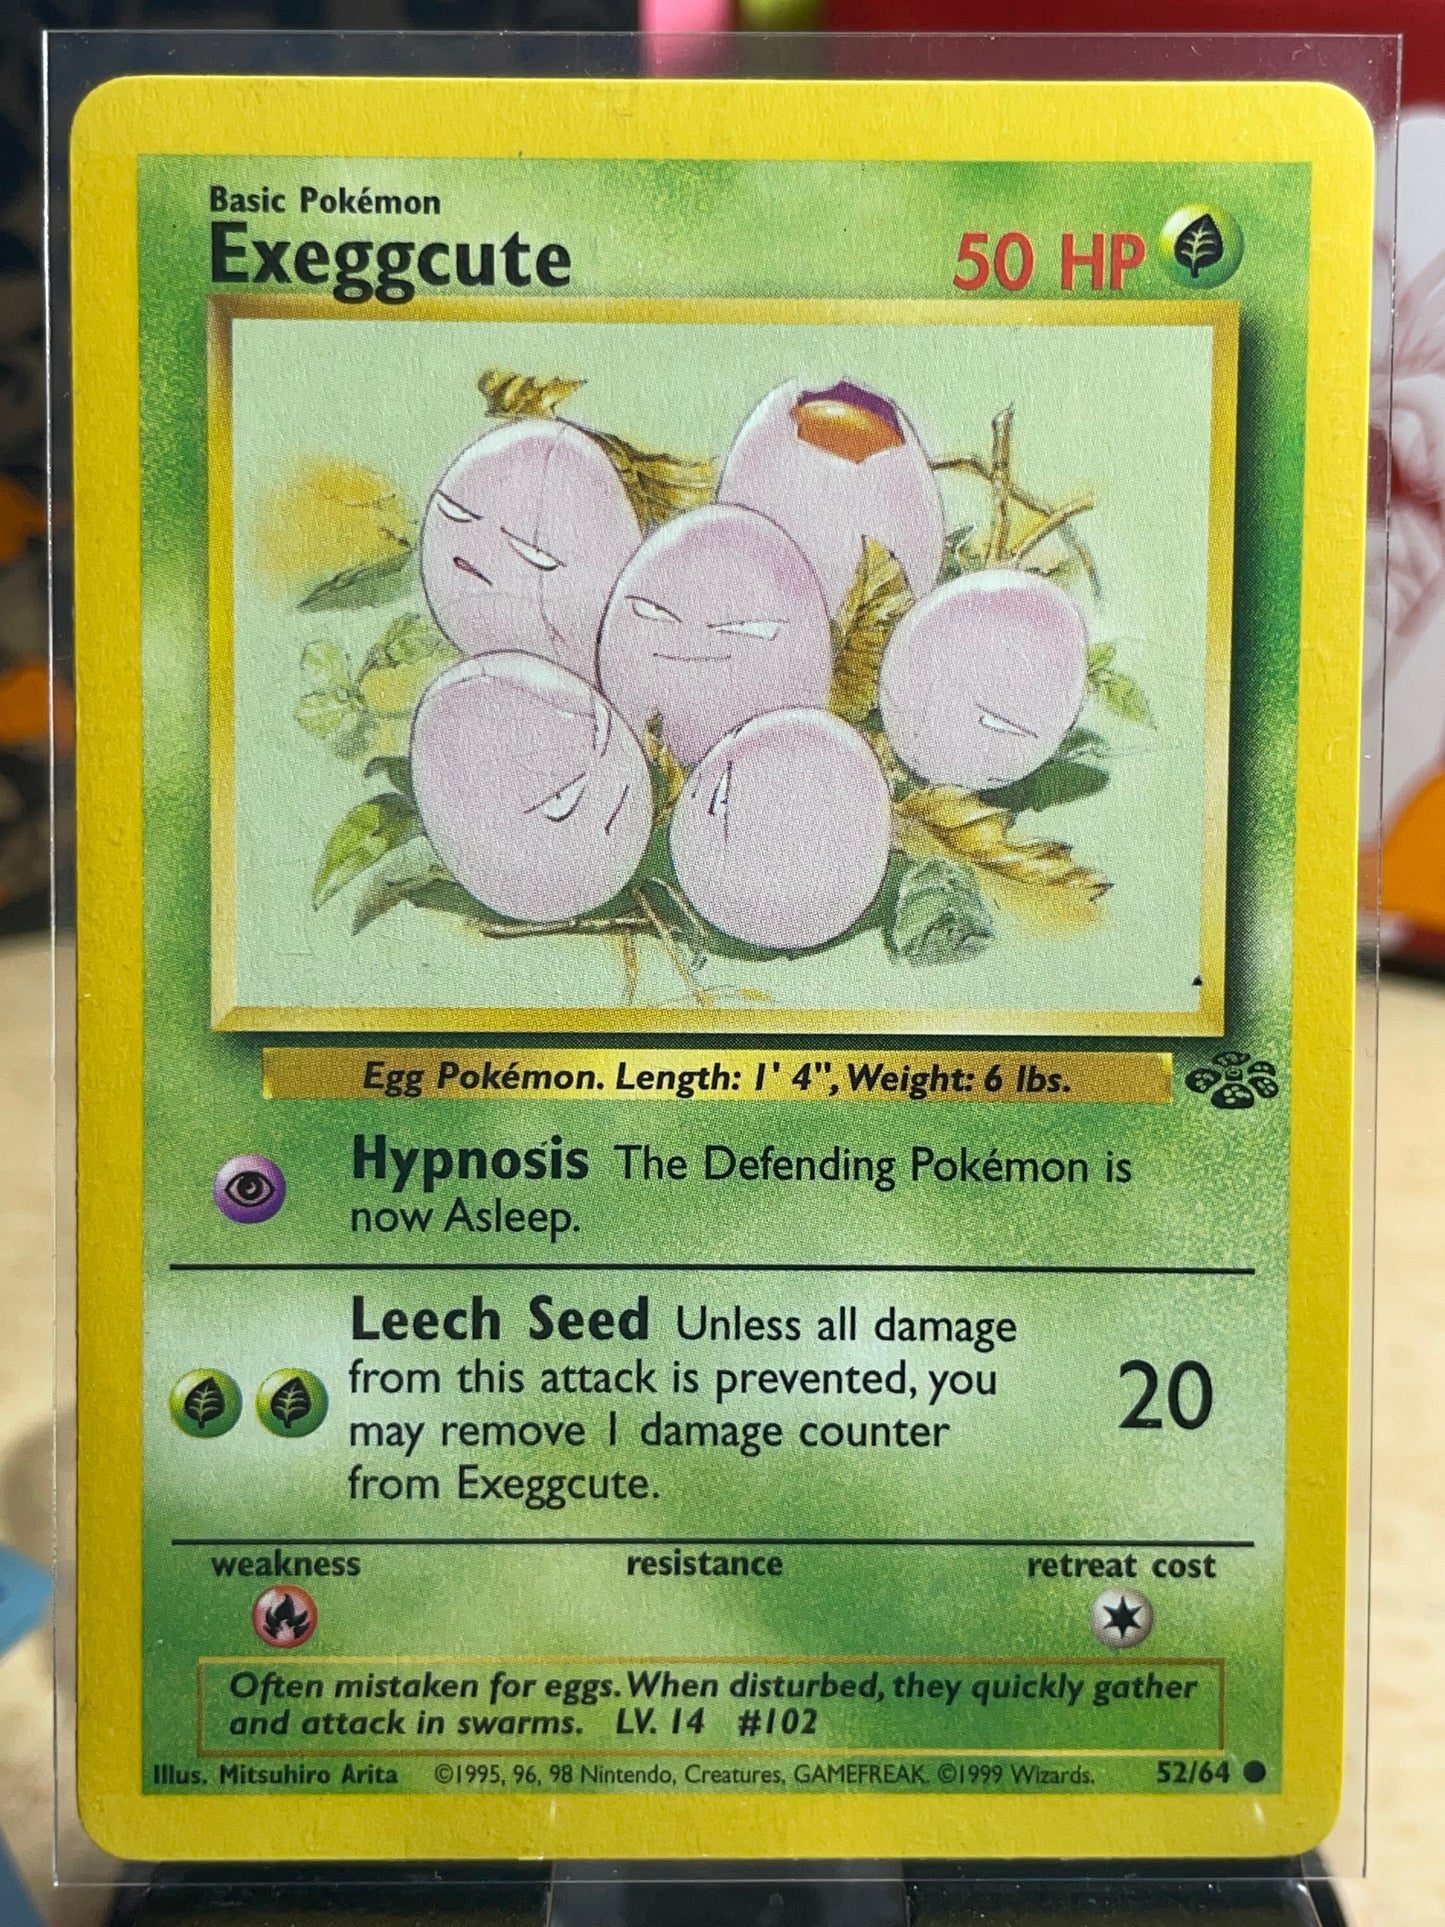 Basic Pokémon
Exeggcute
50 HP
Egg Pokémon. Length: 1' 4", Weight: 6 lbs.
Hypnosis The Defending Pokémon is
now Asleep.
Leech Seed Unless all damage
from this attack is prevented, you
may remove 1 damage counter
from Exeggcute.
20
weakness resistance retreat cost
Often mistaken for eggs. When disturbed, they quickly gather
and attack in swarms. LV. 14 #102
Illus. Mitsuhiro Arita ©1995, 96, 98 Nintendo, Creatures, GAMEFREAK. ©1999 Wizards. 52/64